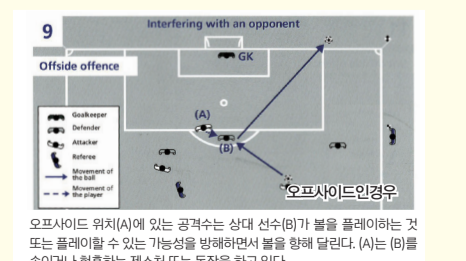 9
Interfering with an opponent
GK
Offside offence
Goalkeeper
Defender
Attacker
Referee
Movement of
the ball
Movement of
the player
(A)
(B)
오프사이드인경우
오프사이드 위치(A)에 있는 공격수는 상대 선수(B)가 볼을 플레이하는 것
또는 플레이할 수 있는 가능성을 방해하면서 볼을 향해 달린다. (A)는 (B)를